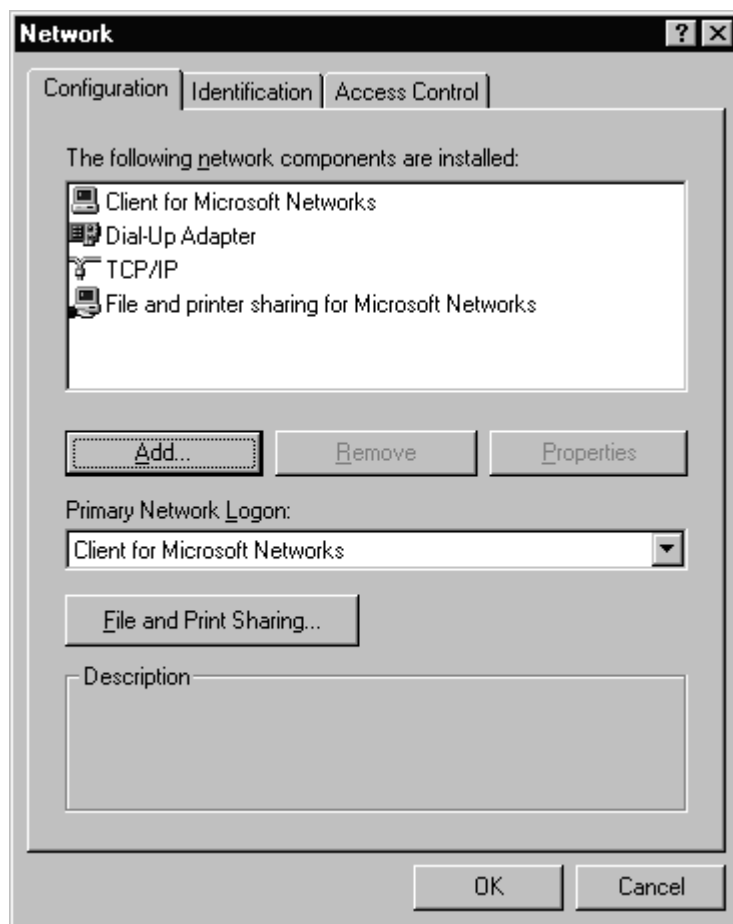 Network
Configuration Identification Access Control
The following network components are installed:
Client for Microsoft Networks
Dial-Up Adapter
TCP/IP
File and printer sharing for Microsoft Networks
Add... Remove Properties
Primary Network Logon:
Client for Microsoft Networks
File and Print Sharing...
Description
OK Cancel